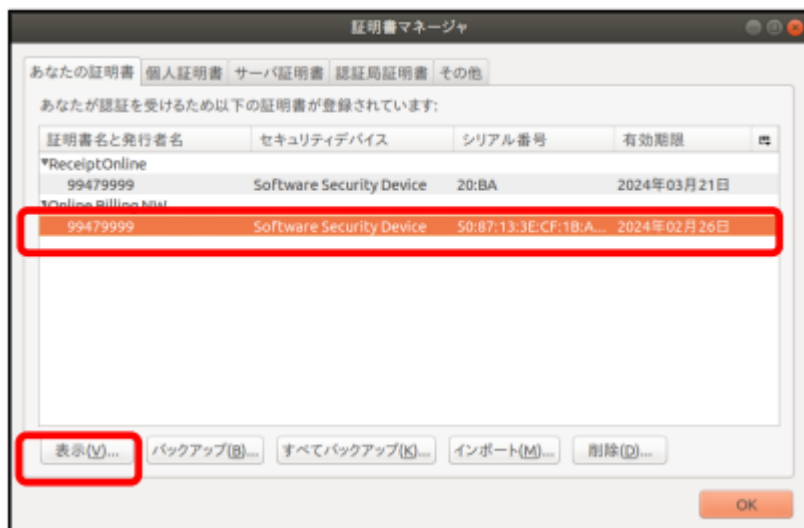 証明書マネージャ
あなたの証明書 個人証明書 サーバ証明書 認証局証明書 その他
あなたが認証を受けるため以下の証明書が登録されています:
証明書名と発行者名 セキュリティデバイス シリアル番号 有効期限
▼ReceiptOnline
99479999 Software Security Device 20:BA 2024年03月21日
▼Online Billing NW
99479999 Software Security Device 50:87:13:3E:CF:1B:A... 2024年02月26日
表示(V)... バックアップ(B)... すべてバックアップ(K)... インポート(M)... 削除(D)...
OK